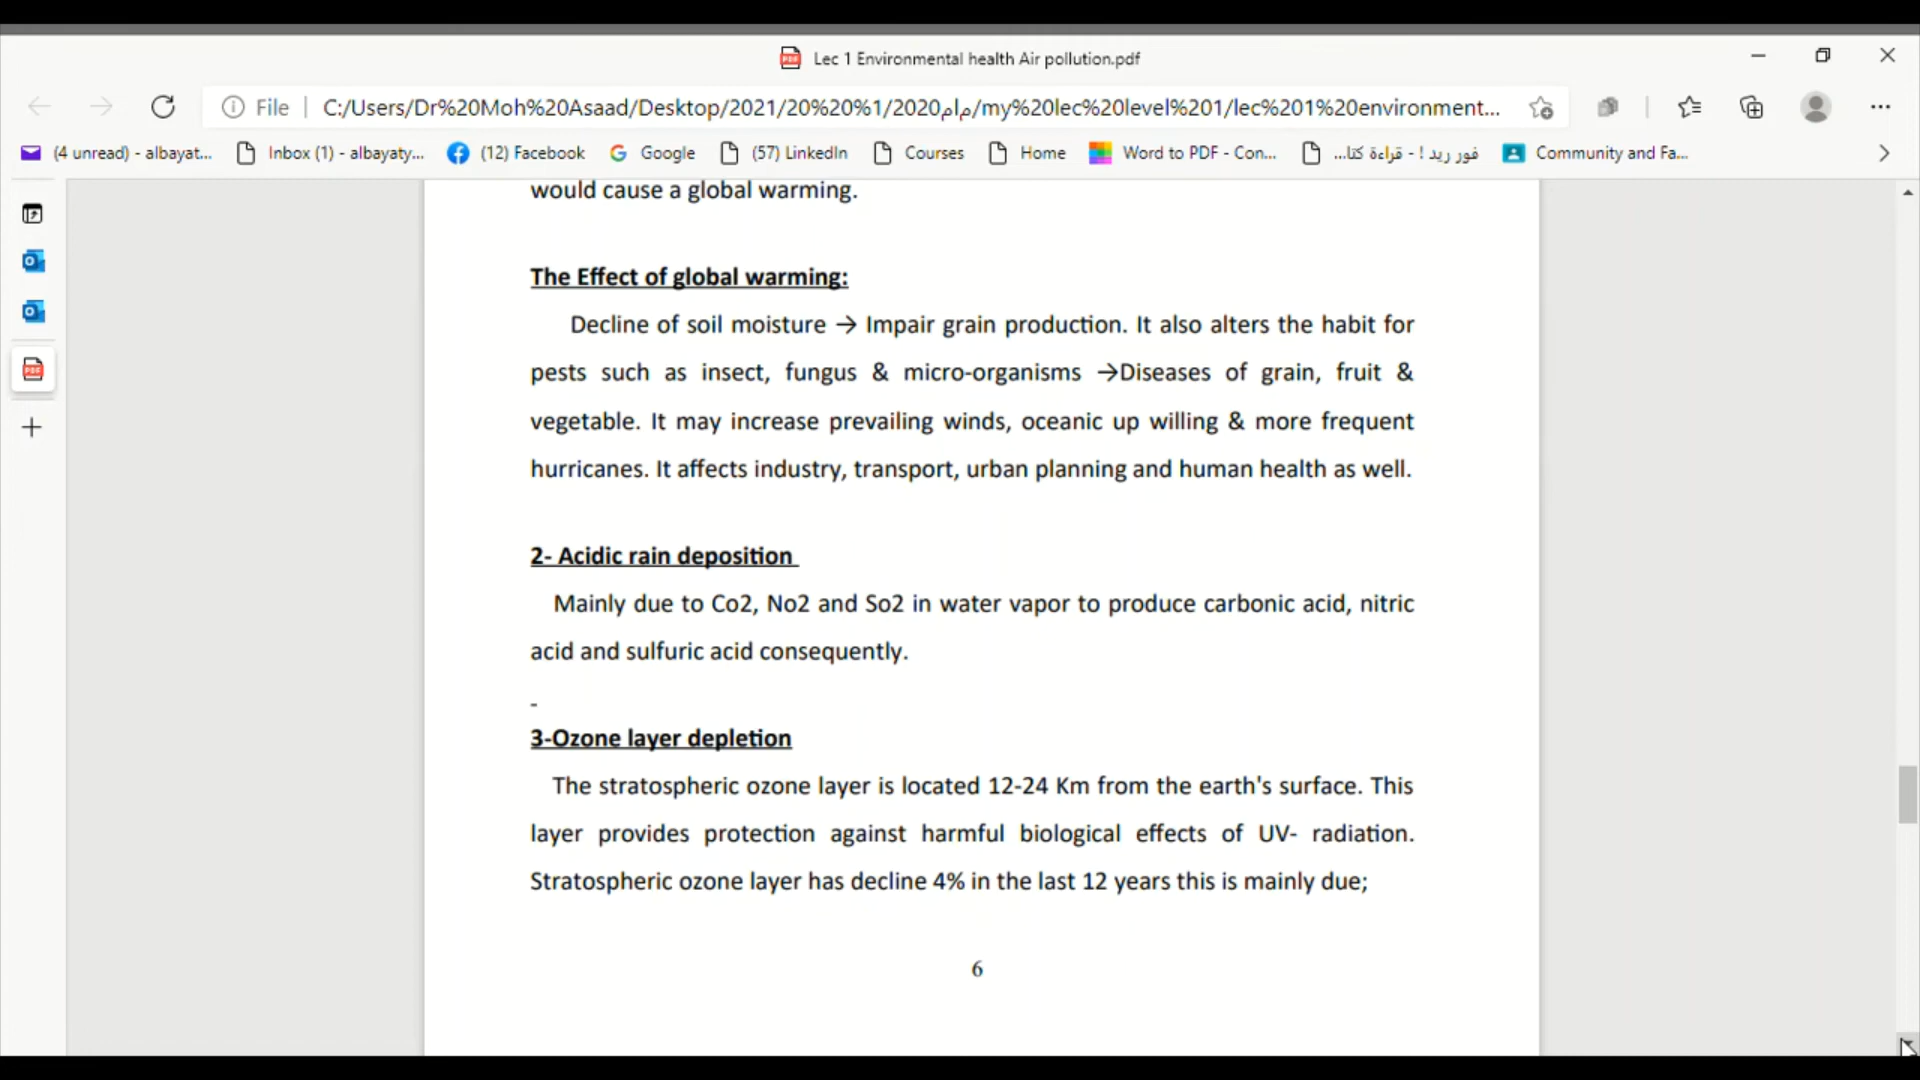 Lec 1 Environmental health Air pollution.pdf
File C:/Users/Dr%20Moh%20Asaad/Desktop/2021/20%20%1/2020مام/my%20lec%20level%201/lec%201%20environment...
(4 unread) - albayat... Inbox (1) - albayaty... (12) Facebook Google (57) LinkedIn Courses Home Word to PDF - Con... فور ريد ! - قراءة كتا... Community and Fa...
would cause a global warming.
The Effect of global warming:
Decline of soil moisture → Impair grain production. It also alters the habit for
pests such as insect, fungus & micro-organisms →Diseases of grain, fruit &
vegetable. It may increase prevailing winds, oceanic up willing & more frequent
hurricanes. It affects industry, transport, urban planning and human health as well.
2- Acidic rain deposition
Mainly due to Co2, No2 and So2 in water vapor to produce carbonic acid, nitric
acid and sulfuric acid consequently.
-
3-Ozone layer depletion
The stratospheric ozone layer is located 12-24 Km from the earth's surface. This
layer provides protection against harmful biological effects of UV- radiation.
Stratospheric ozone layer has decline 4% in the last 12 years this is mainly due;
6